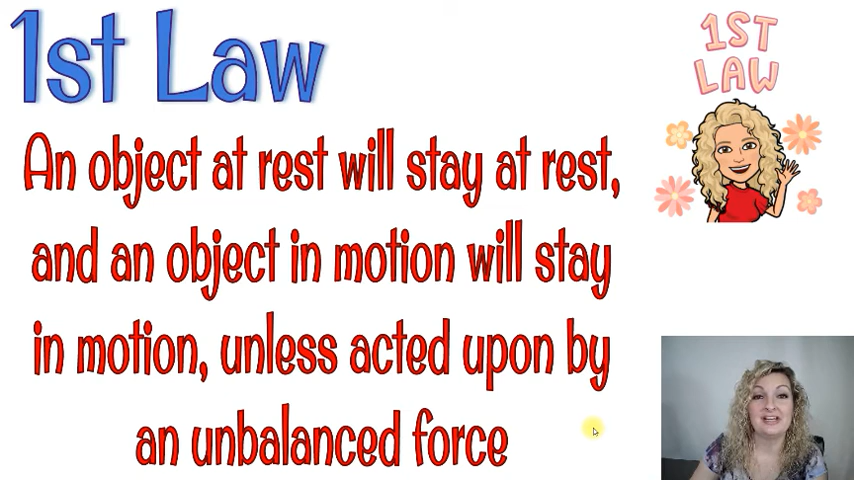 1st Law
An object at rest will stay at rest,
and an object in motion will stay
in motion, unless acted upon by
an unbalanced force
1ST
LAW